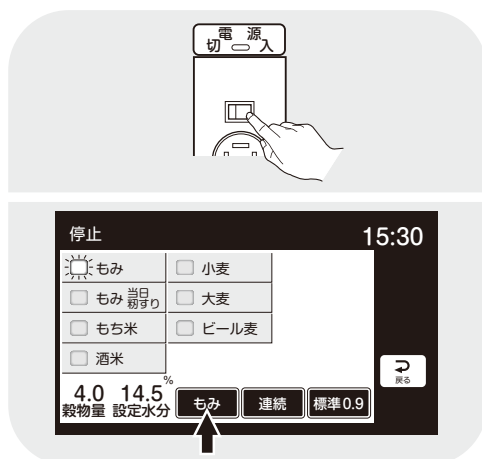 電源
切 入
停止 15:30
もみ 小麦
もみ 当日籾すり 大麦
もち米 ビール麦
酒米
戻る
4.0 14.5%
穀物量 設定水分
もみ 連続 標準0.9